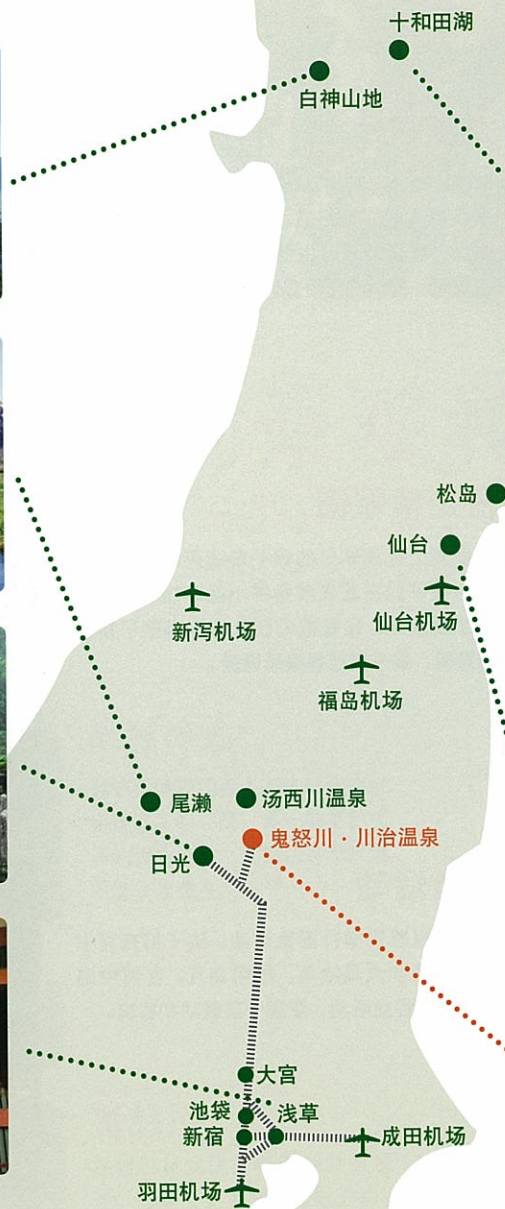 十和田湖
白神山地
松岛
仙台
仙台机场
新泻机场
福岛机场
尾濑
汤西川温泉
鬼怒川・川治温泉
日光
大宫
池袋
浅草
新宿
成田机场
羽田机场